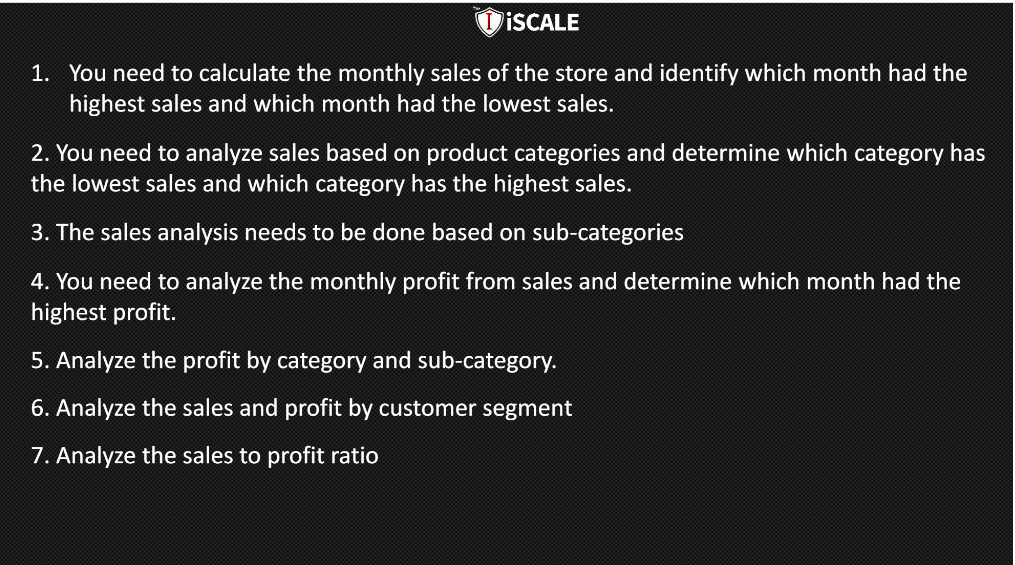 iSCALE
1. You need to calculate the monthly sales of the store and identify which month had the
highest sales and which month had the lowest sales.
2. You need to analyze sales based on product categories and determine which category has
the lowest sales and which category has the highest sales.
3. The sales analysis needs to be done based on sub-categories
4. You need to analyze the monthly profit from sales and determine which month had the
highest profit.
5. Analyze the profit by category and sub-category.
6. Analyze the sales and profit by customer segment
7. Analyze the sales to profit ratio